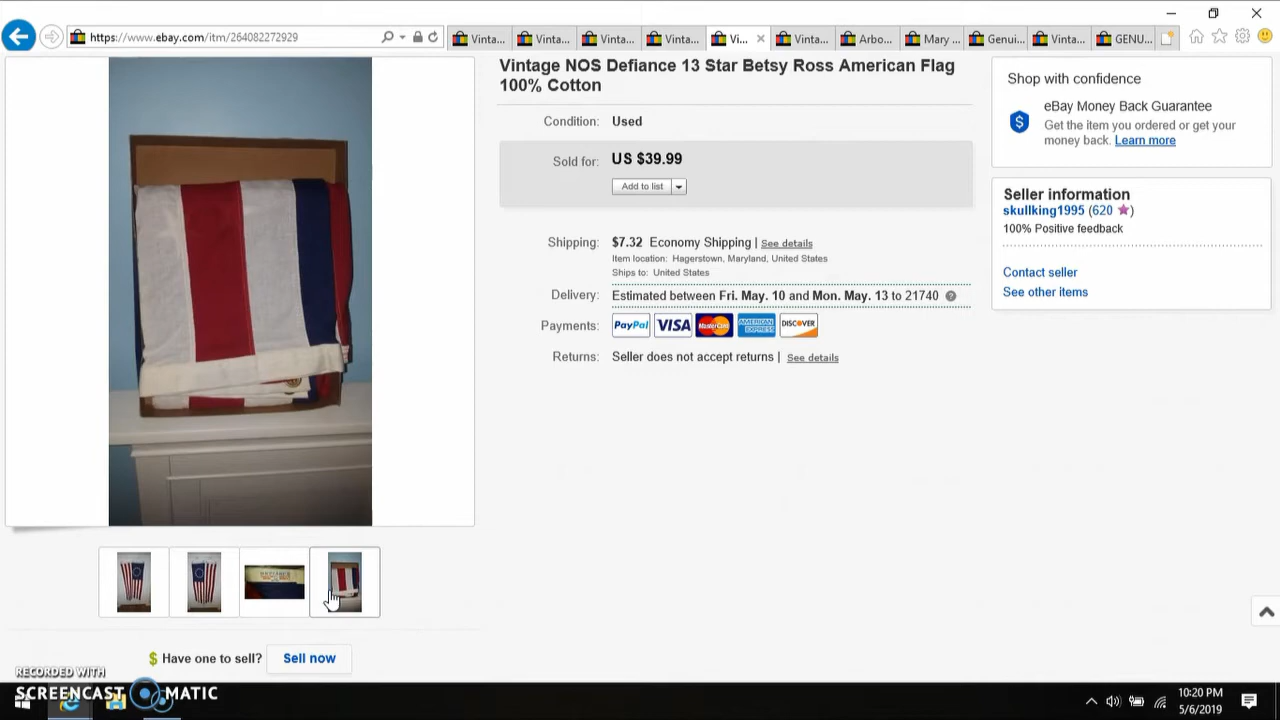 https://www.ebay.com/itm/264082272929
Vinta...
Vinta...
Vinta...
Vinta...
Vi...
Vinta...
Arbo...
Mary ...
Genui...
Vinta...
GENU...
Vintage NOS Defiance 13 Star Betsy Ross American Flag
100% Cotton
Condition: Used
Sold for: US $39.99
Add to list
Shipping: $7.32 Economy Shipping | See details
Item location: Hagerstown, Maryland, United States
Ships to: United States
Delivery: Estimated between Fri. May. 10 and Mon. May. 13 to 21740
Payments: PayPal VISA MasterCard AMERICAN EXPRESS DISCOVER
Returns: Seller does not accept returns | See details
Shop with confidence
eBay Money Back Guarantee
Get the item you ordered or get your
money back. Learn more
Seller information
skullking1995 (620)
100% Positive feedback
Contact seller
See other items
$ Have one to sell? Sell now
RECORDED WITH
SCREENCAST MATIC
10:20 PM
5/6/2019